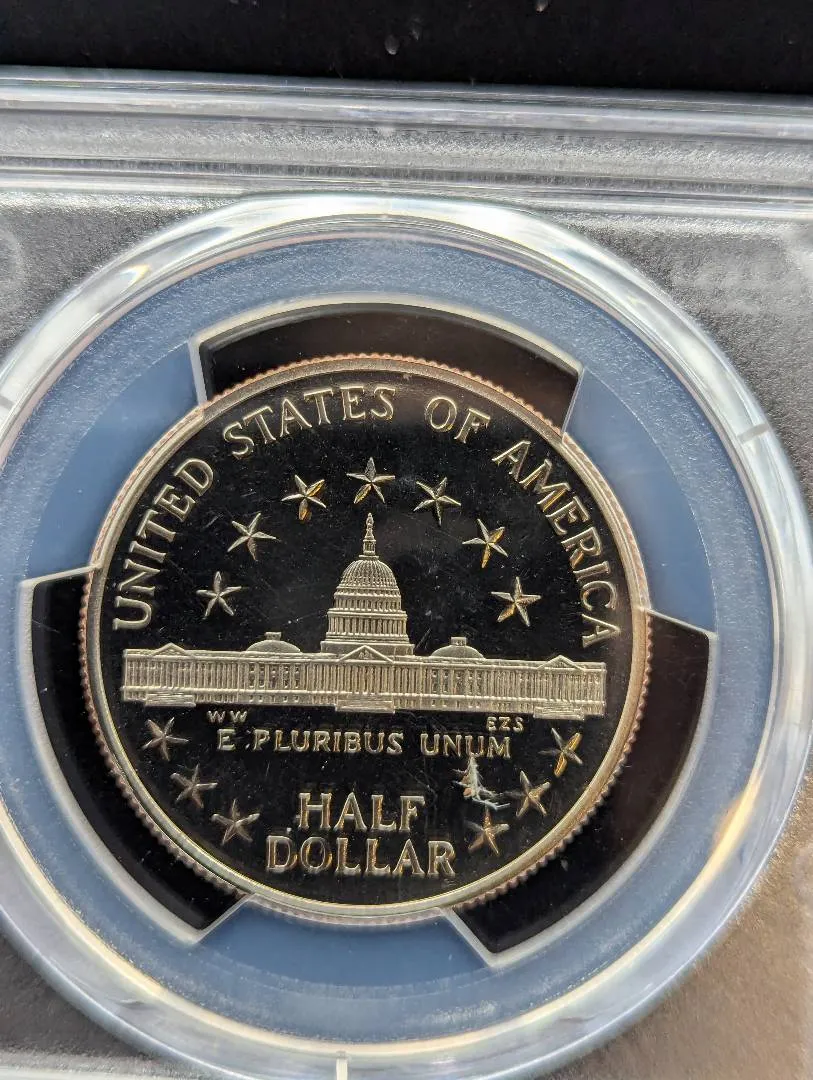 UNITED STATES OF AMERICA
WW EZS
E PLURIBUS UNUM
HALF
DOLLAR